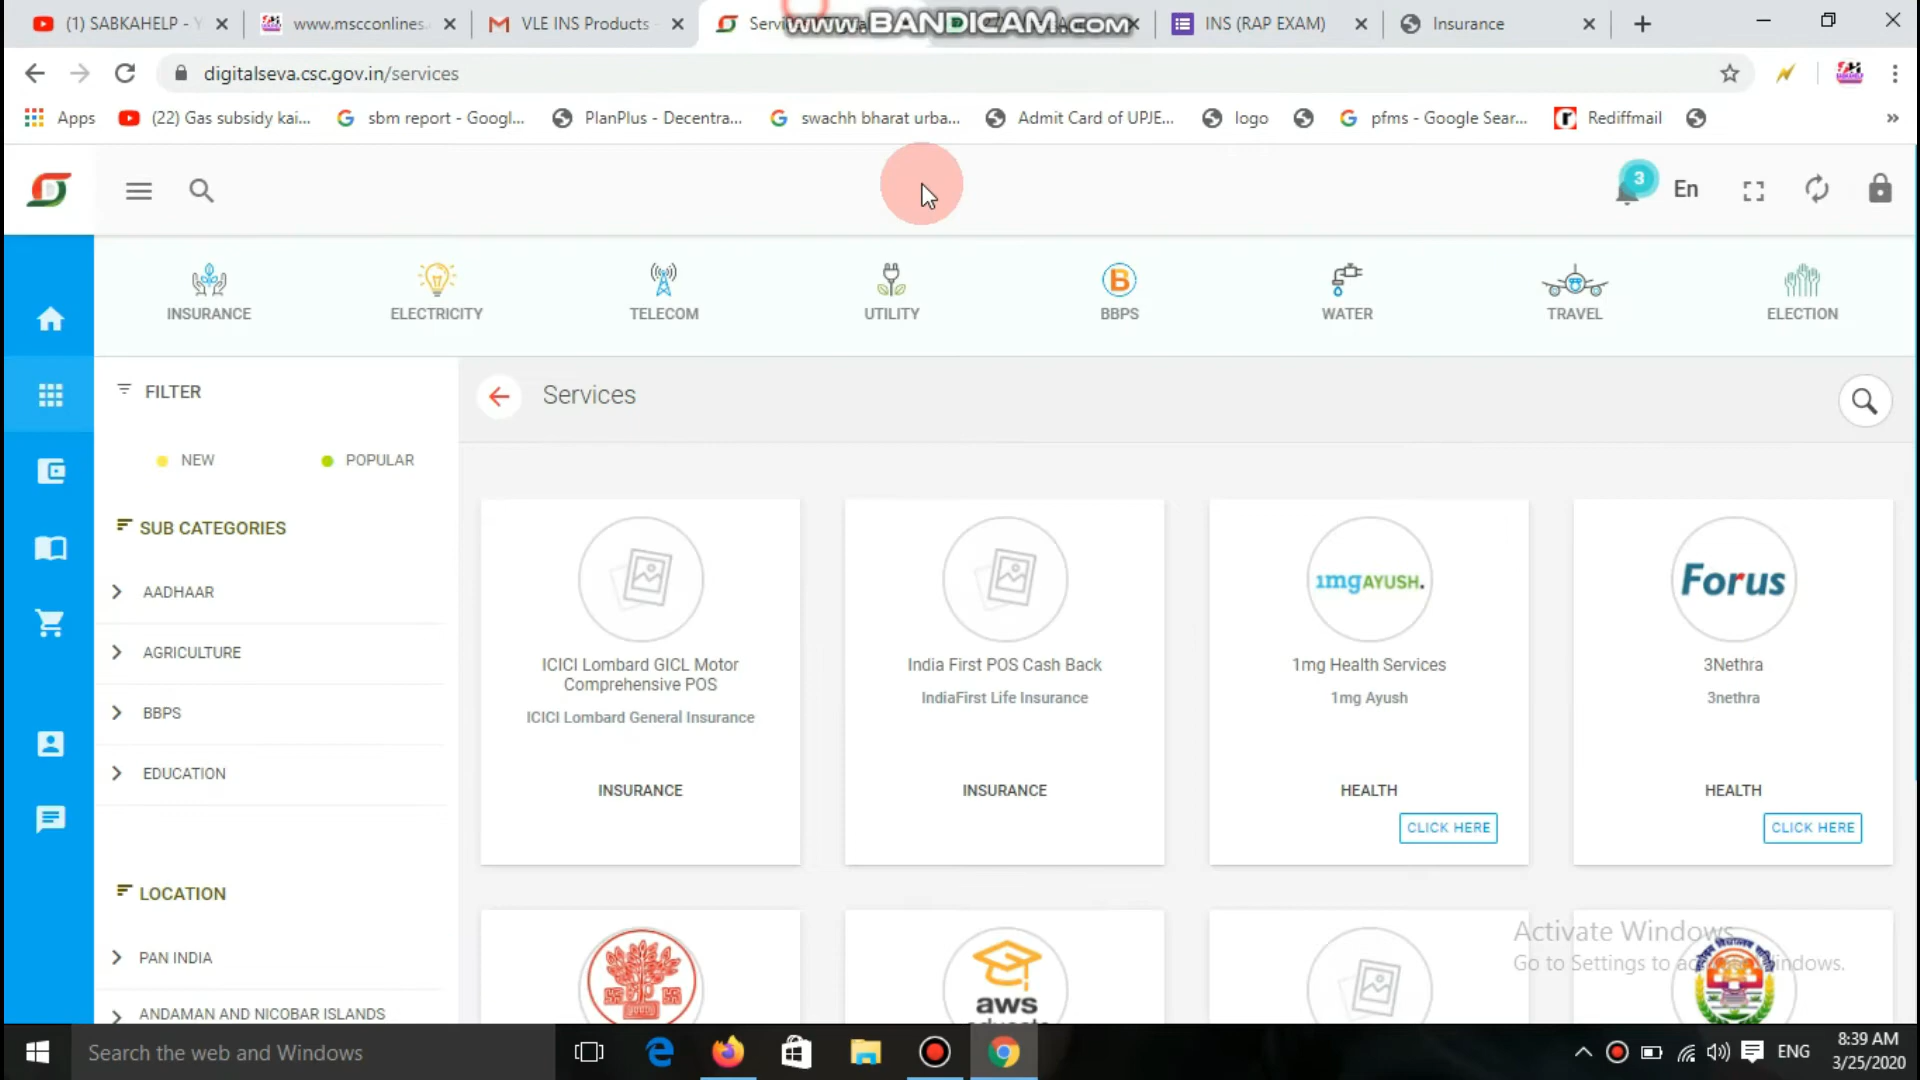 (1) SABKAHELP - Y
www.mscconlines.
VLE INS Products
Servi
www.BANDICAM.com
INS (RAP EXAM)
Insurance
digitalseva.csc.gov.in/services
Apps
(22) Gas subsidy kai...
sbm report - Googl...
PlanPlus - Decentra...
swachh bharat urba...
Admit Card of UPJE...
logo
pfms - Google Sear...
Rediffmail
3
En
INSURANCE
ELECTRICITY
TELECOM
UTILITY
BBPS
WATER
TRAVEL
ELECTION
FILTER
NEW
POPULAR
SUB CATEGORIES
AADHAAR
AGRICULTURE
BBPS
EDUCATION
LOCATION
PAN INDIA
ANDAMAN AND NICOBAR ISLANDS
Services
ICICI Lombard GICL Motor
Comprehensive POS
ICICI Lombard General Insurance
INSURANCE
India First POS Cash Back
IndiaFirst Life Insurance
INSURANCE
1mgAYUSH.
1mg Health Services
1mg Ayush
HEALTH
CLICK HERE
Forus
3Nethra
3nethra
HEALTH
CLICK HERE
aws
Activate Windows
Go to Settings to
Search the web and Windows
ENG
8:39 AM
3/25/2020